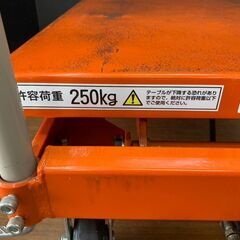 許容荷重 250kg
テーブルが下降する恐れがあり
ますので、絶対に許容荷重以下で
ご使用ください。